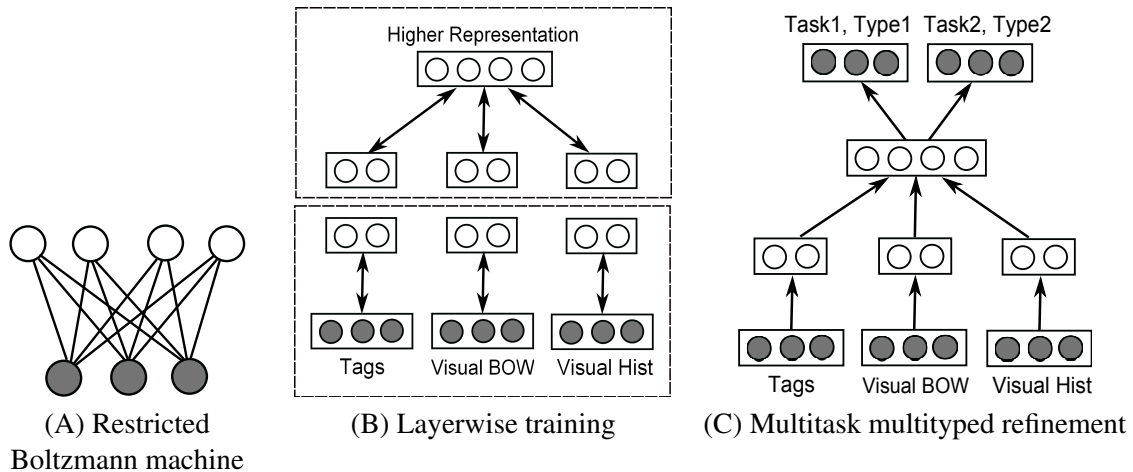 Higher Representation
Tags
Visual BOW
Visual Hist
Task1, Type1
Task2, Type2
Tags
Visual BOW
Visual Hist
(A) Restricted
Boltzmann machine
(B) Layerwise training
(C) Multitask multityped refinement